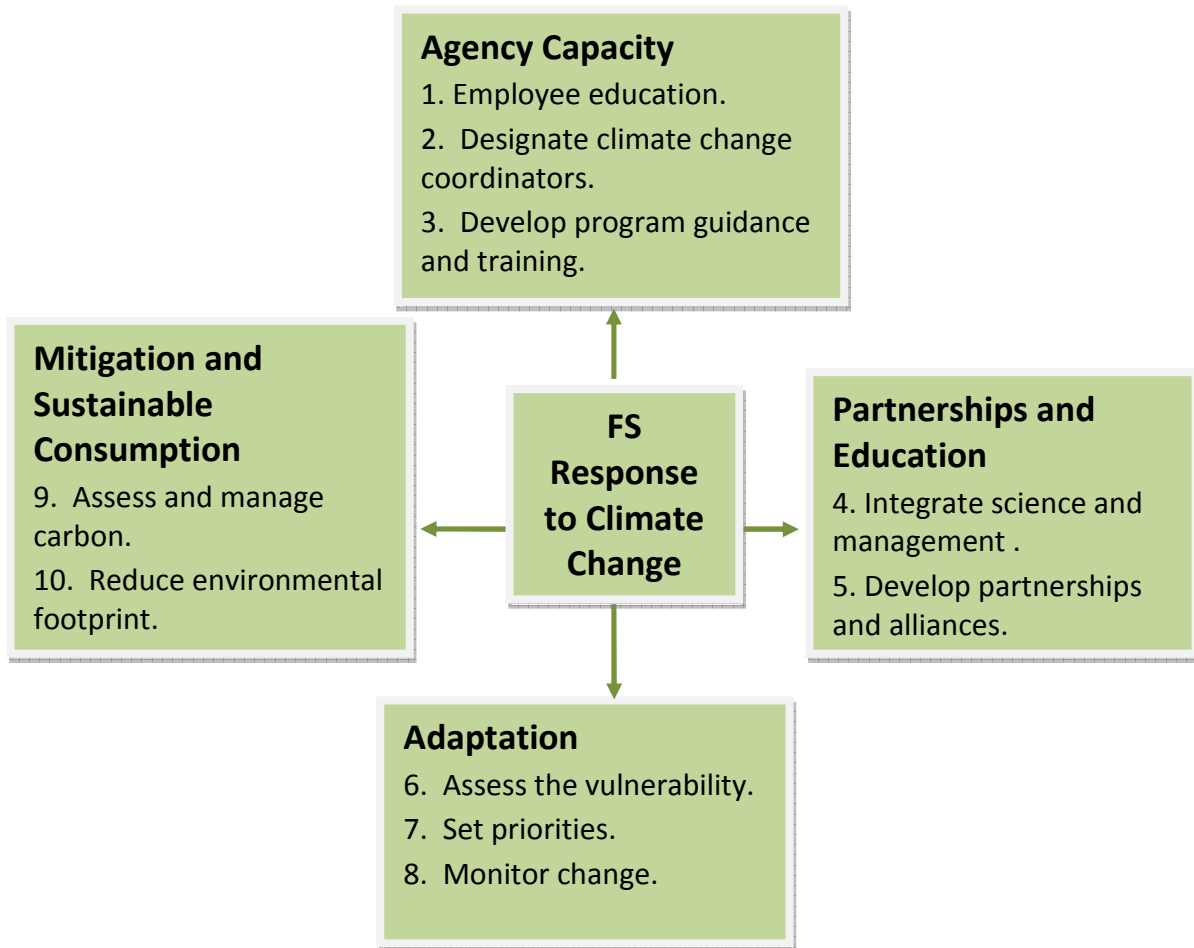 Agency Capacity
1. Employee education.
2.  Designate climate change
coordinators.
3.  Develop program guidance
and training.
Mitigation and
Sustainable
Consumption
9.  Assess and manage
carbon.
10.  Reduce environmental
footprint.
FS
Response
to Climate
Change
Partnerships and
Education
4. Integrate science and
management .
5. Develop partnerships
and alliances.
Adaptation
6.  Assess the vulnerability.
7.  Set priorities.
8.  Monitor change.